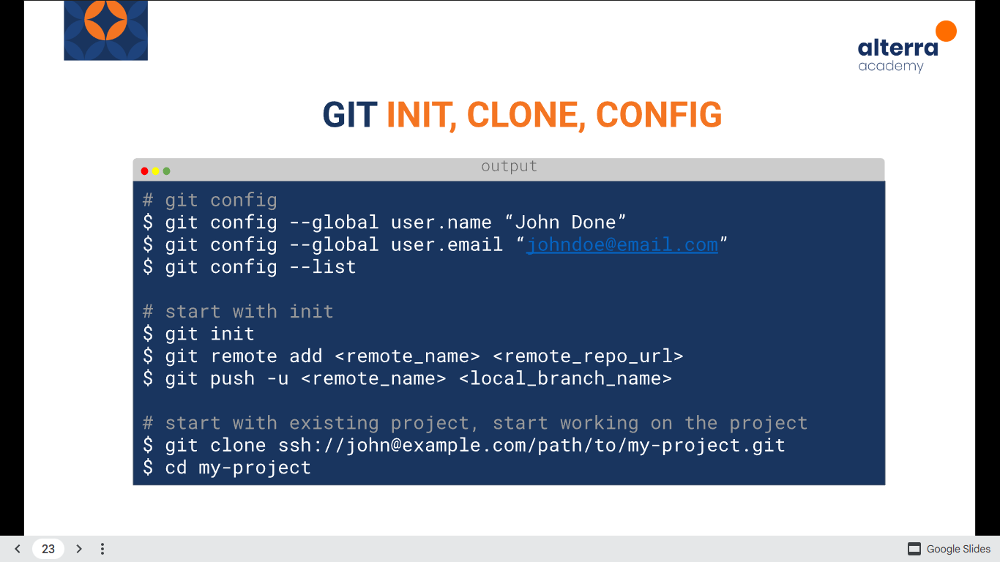 alterra
academy
GIT INIT, CLONE, CONFIG
output
# git config
$ git config --global user.name “John Done”
$ git config --global user.email “johndoe@email.com”
$ git config --list
# start with init
$ git init
$ git remote add <remote_name> <remote_repo_url>
$ git push -u <remote_name> <local_branch_name>
# start with existing project, start working on the project
$ git clone ssh://john@example.com/path/to/my-project.git
$ cd my-project
23
Google Slides